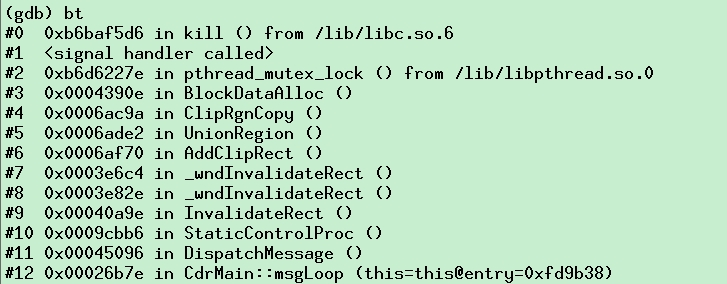 (gdb) bt
#0  0xb6baf5d6 in kill () from /lib/libc.so.6
#1  <signal handler called>
#2  0xb6d6227e in pthread_mutex_lock () from /lib/libpthread.so.0
#3  0x0004390e in BlockDataAlloc ()
#4  0x0006ac9a in ClipRgnCopy ()
#5  0x0006ade2 in UnionRegion ()
#6  0x0006af70 in AddClipRect ()
#7  0x0003e6c4 in _wndInvalidateRect ()
#8  0x0003e82e in _wndInvalidateRect ()
#9  0x00040a9e in InvalidateRect ()
#10 0x0009cbb6 in StaticControlProc ()
#11 0x00045096 in DispatchMessage ()
#12 0x00026b7e in CdrMain::msgLoop (this=this@entry=0xfd9b38)